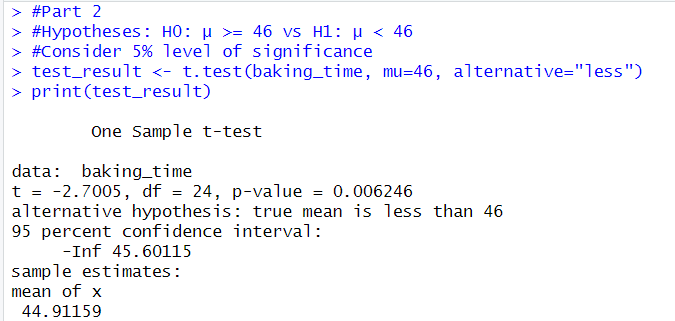 > #Part 2
> #Hypotheses: H0: µ >= 46 vs H1: µ < 46
> #Consider 5% level of significance
> test_result <- t.test(baking_time, mu=46, alternative="less")
> print(test_result)
One Sample t-test
data:  baking_time
t = -2.7005, df = 24, p-value = 0.006246
alternative hypothesis: true mean is less than 46
95 percent confidence interval:
-Inf 45.60115
sample estimates:
mean of x
44.91159